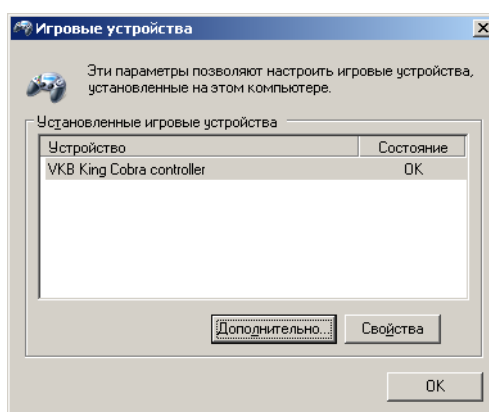 Игровые устройства
Эти параметры позволяют настроить игровые устройства,
установленные на этом компьютере.
Установленные игровые устройства
Устройство Состояние
VKB King Cobra controller OK
Дополнительно... Свойства
OK